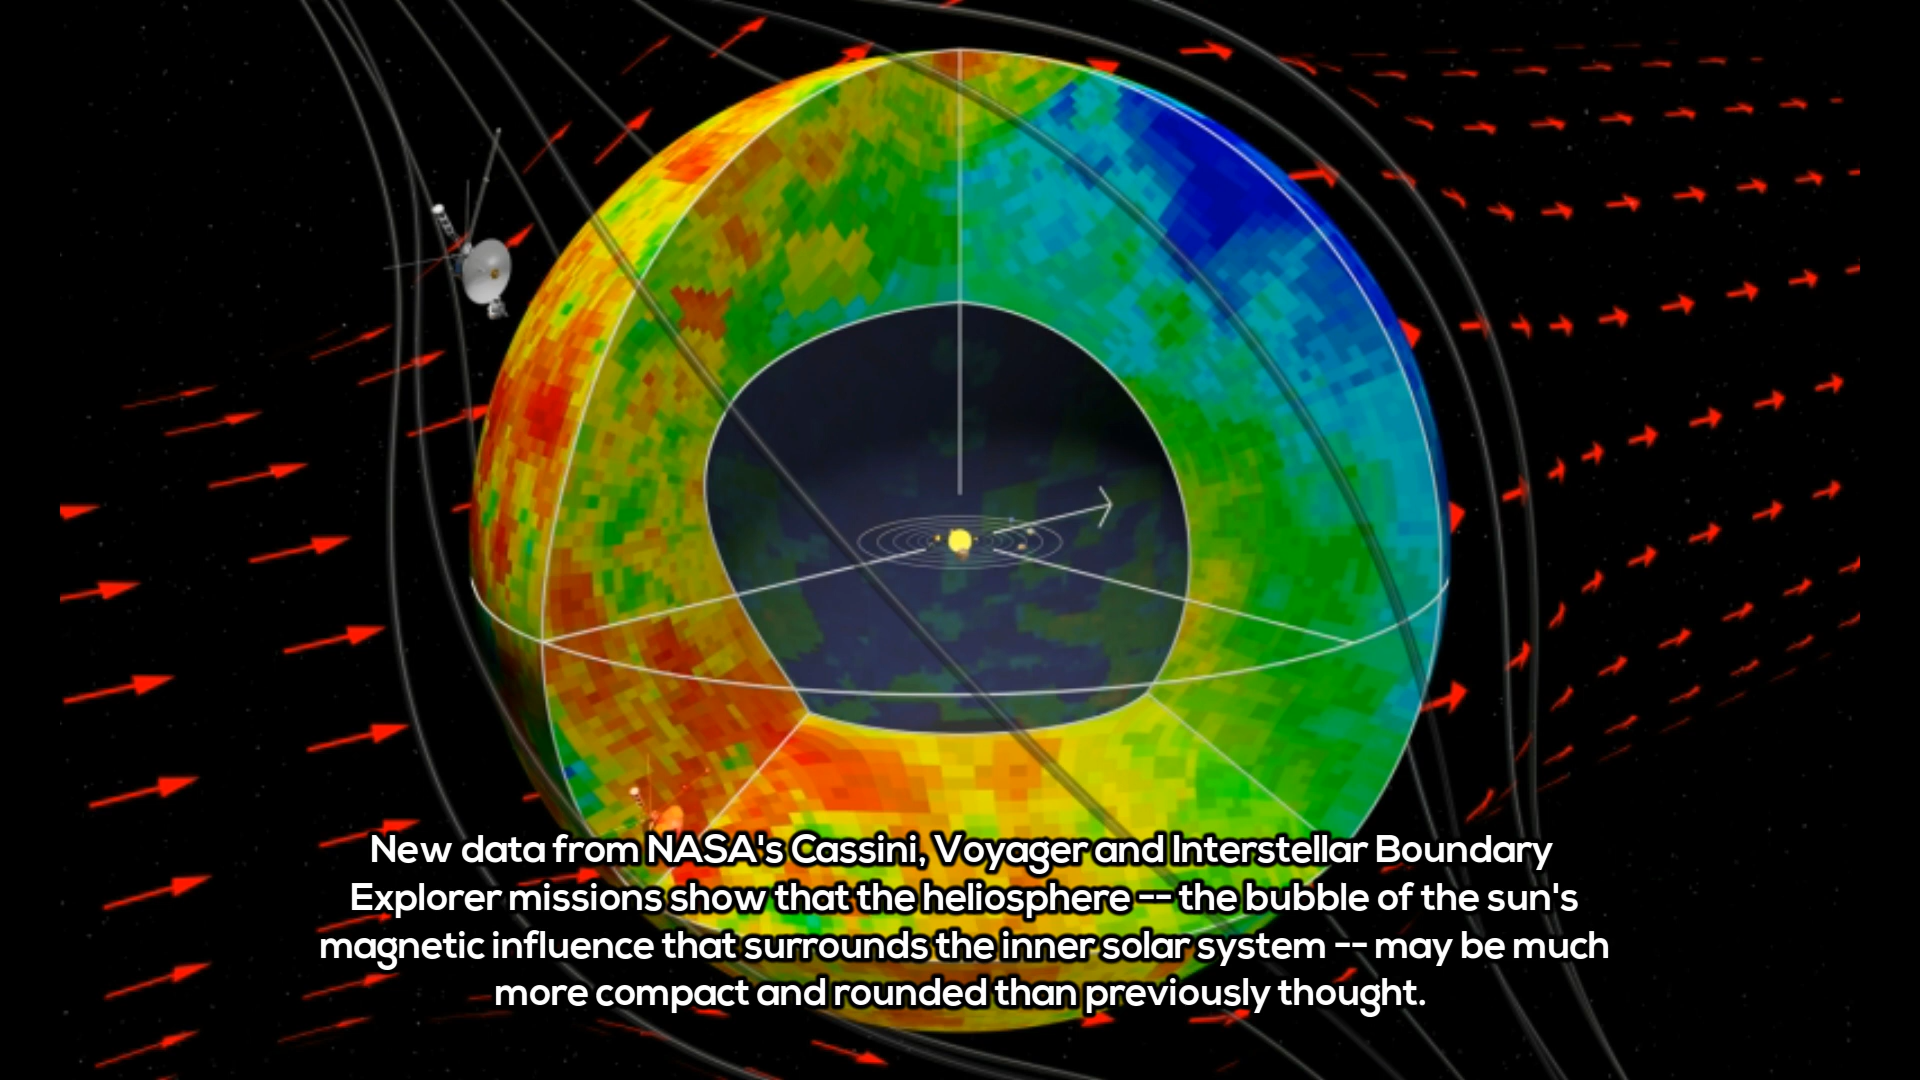 New data from NASA's Cassini, Voyager and Interstellar Boundary
Explorer missions show that the heliosphere -- the bubble of the sun's
magnetic influence that surrounds the inner solar system -- may be much
more compact and rounded than previously thought.